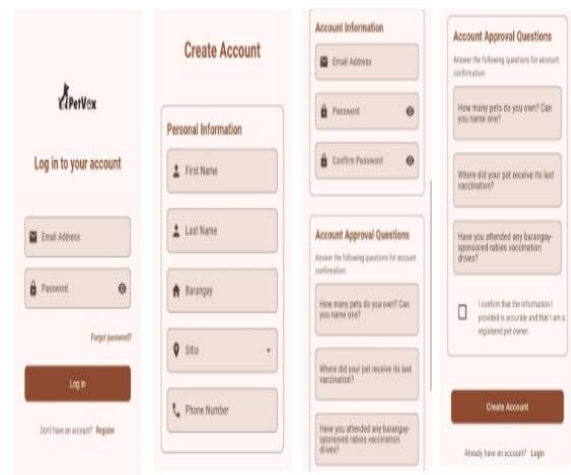 PetVax
Log in to your account
Email Address
Password
Forgot password?
Log in
Don't have an account? Register
Create Account
Personal Information
First Name
Last Name
Barangay
Sitio
Phone Number
Account Information
Email Address
Password
Confirm Password
Account Approval Questions
Answer the following questions for account
confirmation.
How many pets do you own? Can
you name one?
Where did your pet receive its last
vaccination?
Have you attended any barangay-
sponsored rabies vaccination
drives?
Account Approval Questions
Answer the following questions for account
confirmation.
How many pets do you own? Can
you name one?
Where did your pet receive its last
vaccination?
Have you attended any barangay-
sponsored rabies vaccination
drives?
I confirm that the information I
provided is accurate and that I am a
registered pet owner.
Create Account
Already have an account? Login